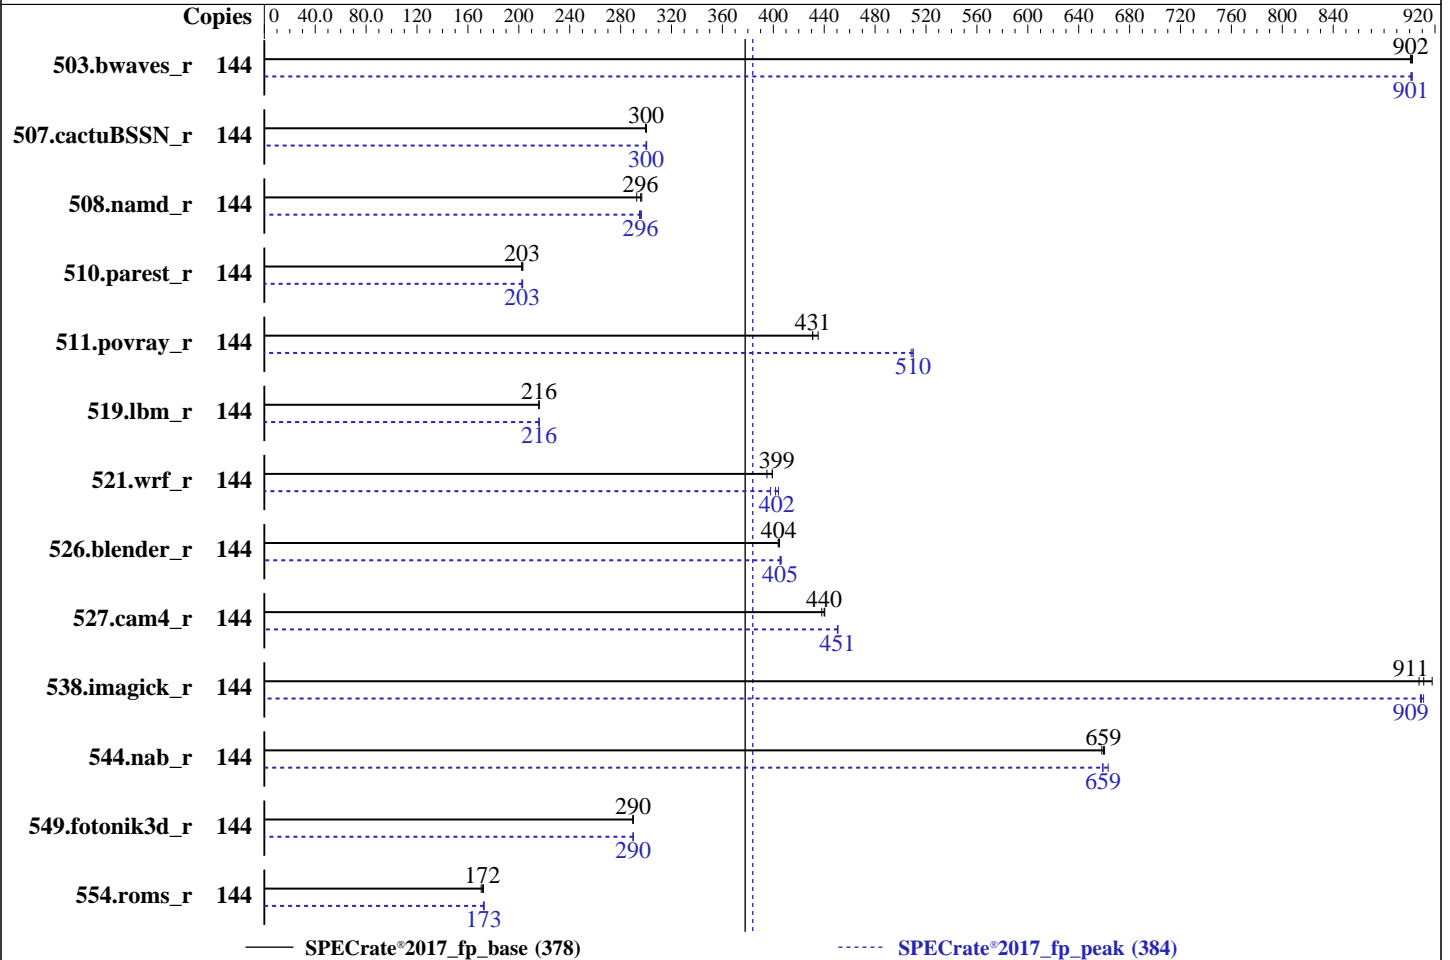 Copies 0 40.0 80.0 120 160 200 240 280 320 360 400 440 480 520 560 600 640 680 720 760 800 840 920
902
503.bwaves_r 144
901
300
507.cactuBSSN_r 144
300
296
508.namd_r 144
296
203
510.parest_r 144
203
431
511.povray_r 144
510
216
519.lbm_r 144
216
399
521.wrf_r 144
402
404
526.blender_r 144
405
440
527.cam4_r 144
451
911
538.imagick_r 144
909
659
544.nab_r 144
659
290
549.fotonik3d_r 144
290
172
554.roms_r 144
173
SPECrate®2017_fp_base (378) SPECrate®2017_fp_peak (384)